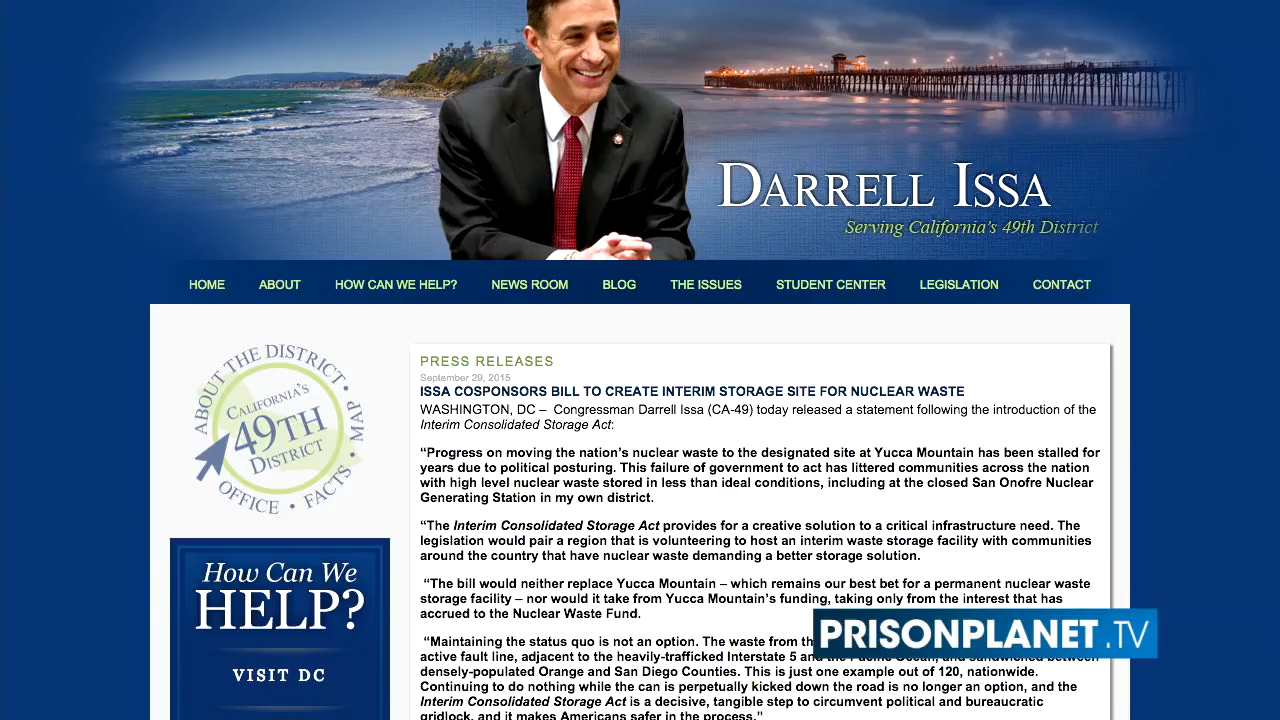 DARRELL ISSA
Serving California's 49th District
HOME ABOUT HOW CAN WE HELP? NEWS ROOM BLOG THE ISSUES STUDENT CENTER LEGISLATION CONTACT
ABOUT THE DISTRICT • MAP • FACTS • OFFICE
CALIFORNIA'S
49TH
DISTRICT
How Can We
HELP?
VISIT DC
PRESS RELEASES
September 29, 2015
ISSA COSPONSORS BILL TO CREATE INTERIM STORAGE SITE FOR NUCLEAR WASTE
WASHINGTON, DC – Congressman Darrell Issa (CA-49) today released a statement following the introduction of the
Interim Consolidated Storage Act:
“Progress on moving the nation’s nuclear waste to the designated site at Yucca Mountain has been stalled for
years due to political posturing. This failure of government to act has littered communities across the nation
with high level nuclear waste stored in less than ideal conditions, including at the closed San Onofre Nuclear
Generating Station in my own district.
“The Interim Consolidated Storage Act provides for a creative solution to a critical infrastructure need. The
legislation would pair a region that is volunteering to host an interim waste storage facility with communities
around the country that have nuclear waste demanding a better storage solution.
“The bill would neither replace Yucca Mountain – which remains our best bet for a permanent nuclear waste
storage facility – nor would it take from Yucca Mountain’s funding, taking only from the interest that has
accrued to the Nuclear Waste Fund.
“Maintaining the status quo is not an option. The waste from
active fault line, adjacent to the heavily-trafficked Interstate 5 and the Pacific Ocean, and sandwiched between
densely-populated Orange and San Diego Counties. This is just one example out of 120, nationwide.
Continuing to do nothing while the can is perpetually kicked down the road is no longer an option, and the
Interim Consolidated Storage Act is a decisive, tangible step to circumvent political and bureaucratic
gridlock, and it makes Americans safer in the process.”
PRISONPLANET.TV